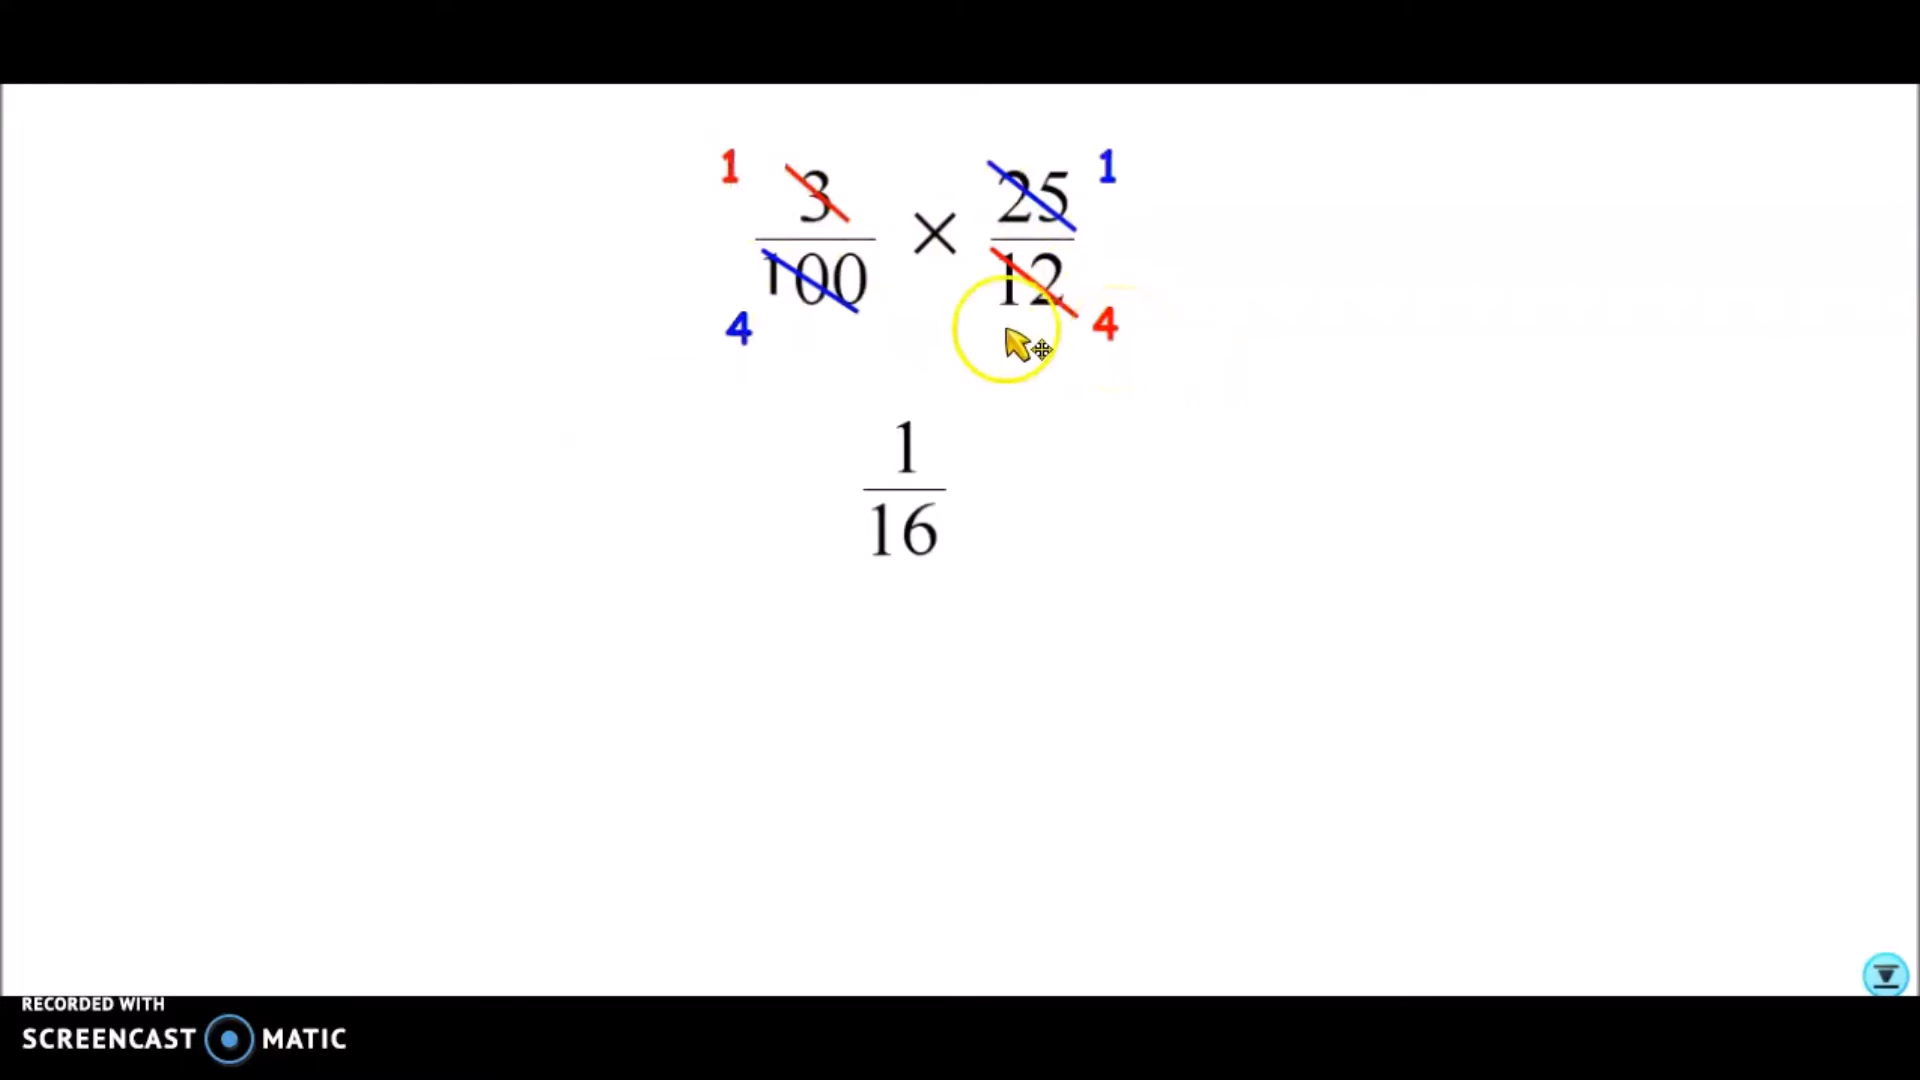 1 3 25 1
— × —
4 100 12 4
1
—
16
RECORDED WITH
SCREENCAST MATIC